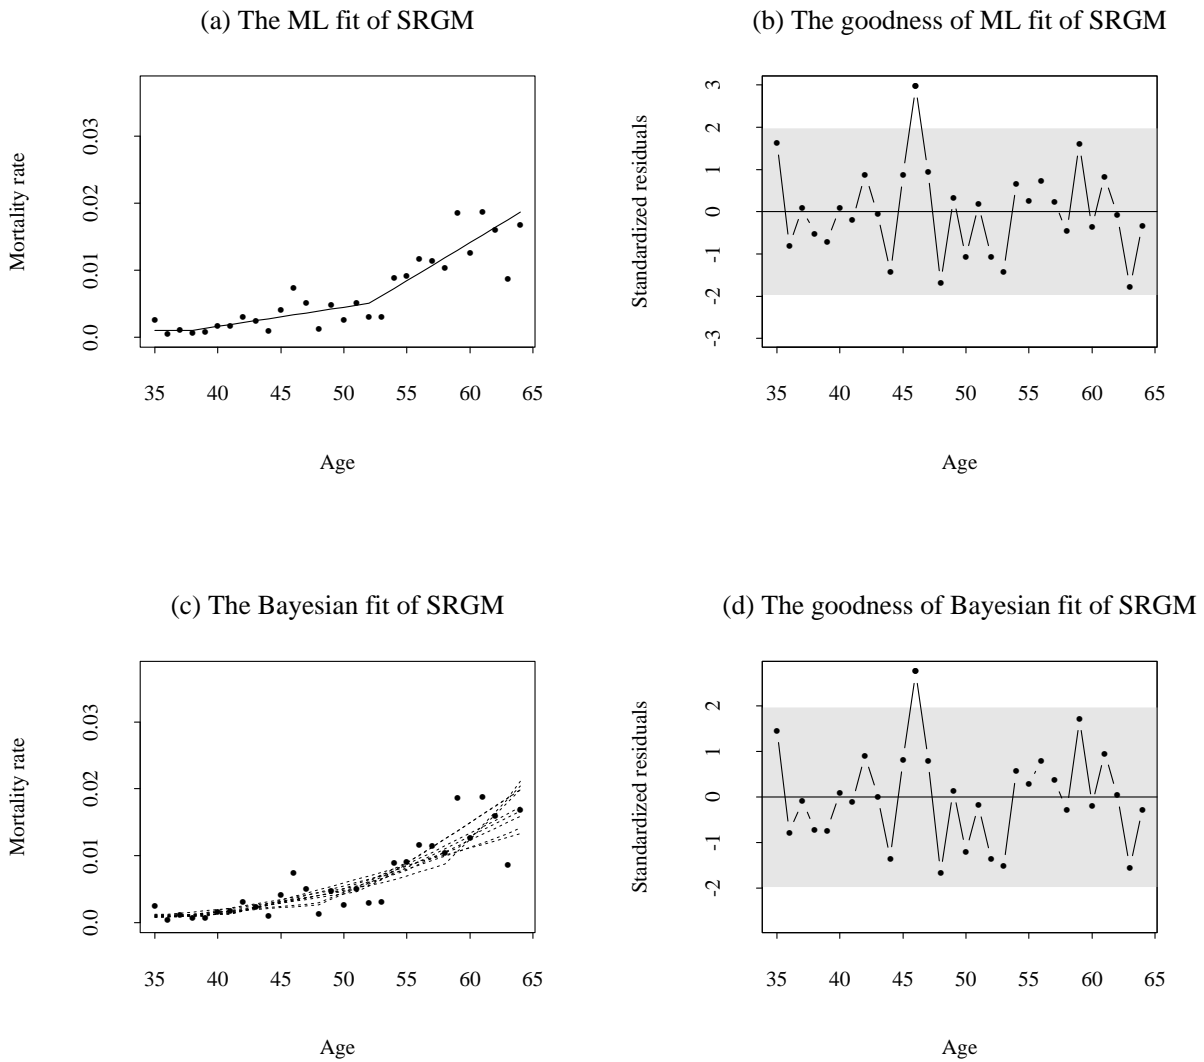 (a) The ML fit of SRGM
Mortality rate
0.03
0.02
0.01
0.0
35 40 45 50 55 60 65
Age
(b) The goodness of ML fit of SRGM
Standardized residuals
3
2
1
0
-1
-2
-3
35 40 45 50 55 60 65
Age
(c) The Bayesian fit of SRGM
Mortality rate
0.03
0.02
0.01
0.0
35 40 45 50 55 60 65
Age
(d) The goodness of Bayesian fit of SRGM
Standardized residuals
2
1
0
-1
-2
35 40 45 50 55 60 65
Age